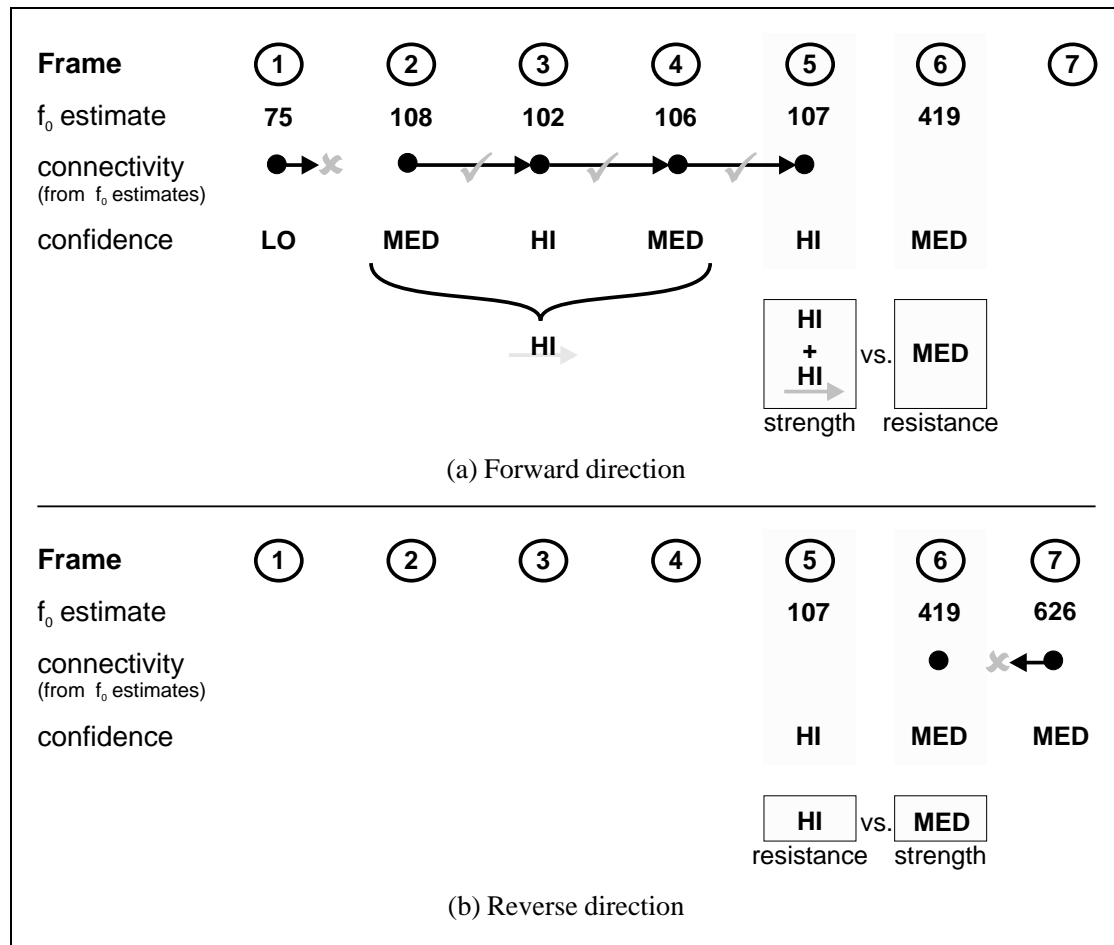 Frame 1 2 3 4 5 6 7
f₀ estimate 75 108 102 106 107 419
connectivity
(from f₀ estimates)
confidence LO MED HI MED HI MED
HI
HI
+
HI
vs. MED
strength resistance
(a) Forward direction
Frame 1 2 3 4 5 6 7
f₀ estimate 107 419 626
connectivity
(from f₀ estimates)
confidence HI MED MED
HI vs. MED
resistance strength
(b) Reverse direction